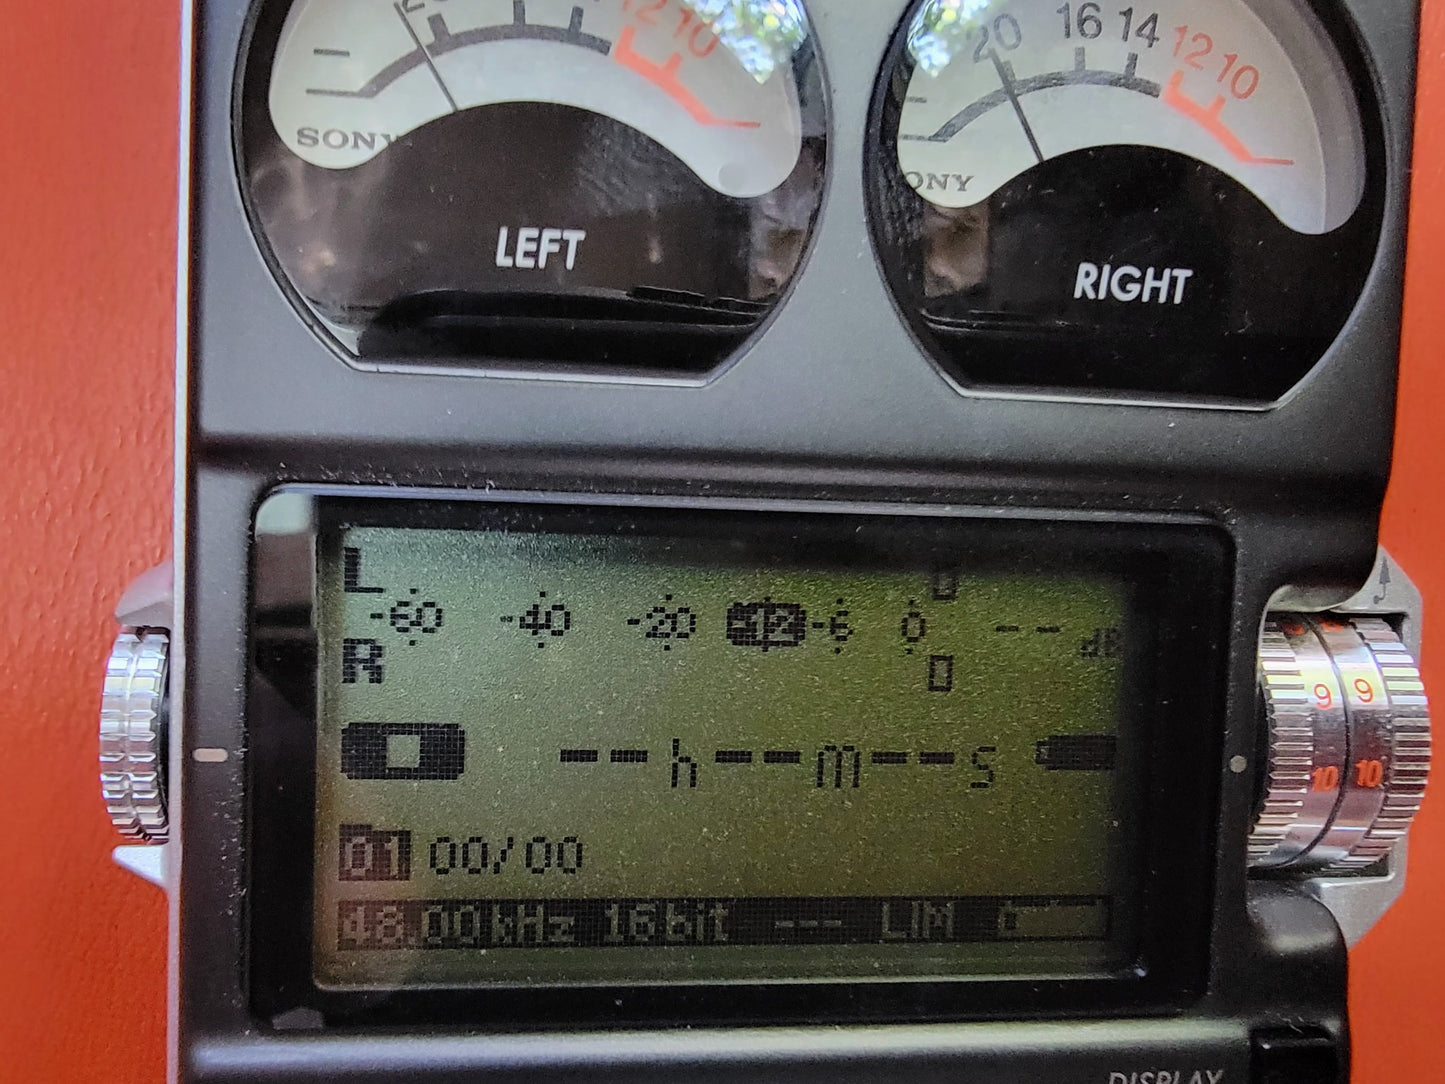 16 14 12 10
20 12 10
SONY
ONY
LEFT
RIGHT
L
-60 -40 -20 -12 -6 0 -- dB
R
9 9
--h--m--s
10 10
01 00/00
48.00kHz 16bit --- LIM
DISPLAY